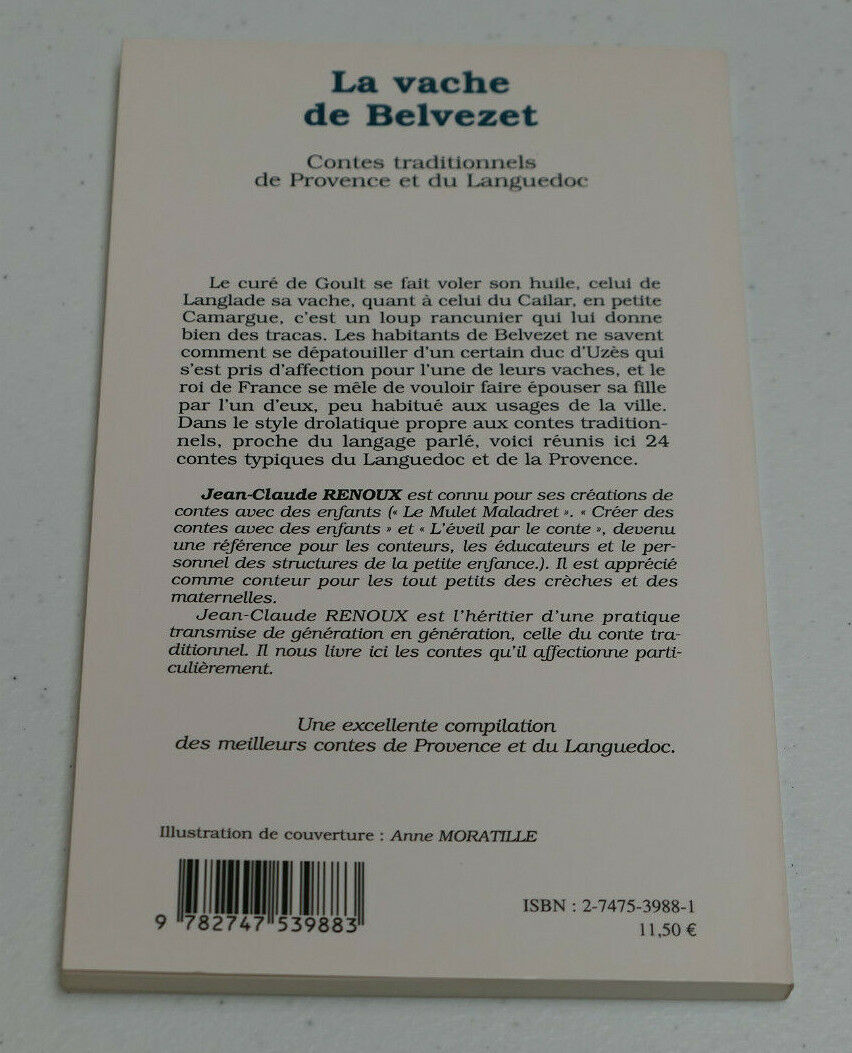 La vache
de Belvezet
Contes traditionnels
de Provence et du Languedoc
Le curé de Goult se fait voler son huile, celui de
Langlade sa vache, quant à celui du Cailar, en petite
Camargue, c'est un loup rancunier qui lui donne
bien des tracas. Les habitants de Belvezet ne savent
comment se dépatouiller d'un certain duc d'Uzès qui
s'est pris d'affection pour l'une de leurs vaches, et le
roi de France se mêle de vouloir faire épouser sa fille
par l'un d'eux, peu habitué aux usages de la ville.
Dans le style drolatique propre aux contes tradition-
nels, proche du langage parlé, voici réunis ici 24
contes typiques du Languedoc et de la Provence.
Jean-Claude RENOUX est connu pour ses créations de
contes avec des enfants (« Le Mulet Maladret ». « Créer des
contes avec des enfants » et « L'éveil par le conte », devenu
une référence pour les conteurs, les éducateurs et le per-
sonnel des structures de la petite enfance.). Il est apprécié
comme conteur pour les tout petits des crèches et des
maternelles.
Jean-Claude RENOUX est l'héritier d'une pratique
transmise de génération en génération, celle du conte tra-
ditionnel. Il nous livre ici les contes qu'il affectionne parti-
culièrement.
Une excellente compilation
des meilleurs contes de Provence et du Languedoc.
Illustration de couverture : Anne MORATILLE
9 782747 539883
ISBN : 2-7475-3988-1
11,50 €